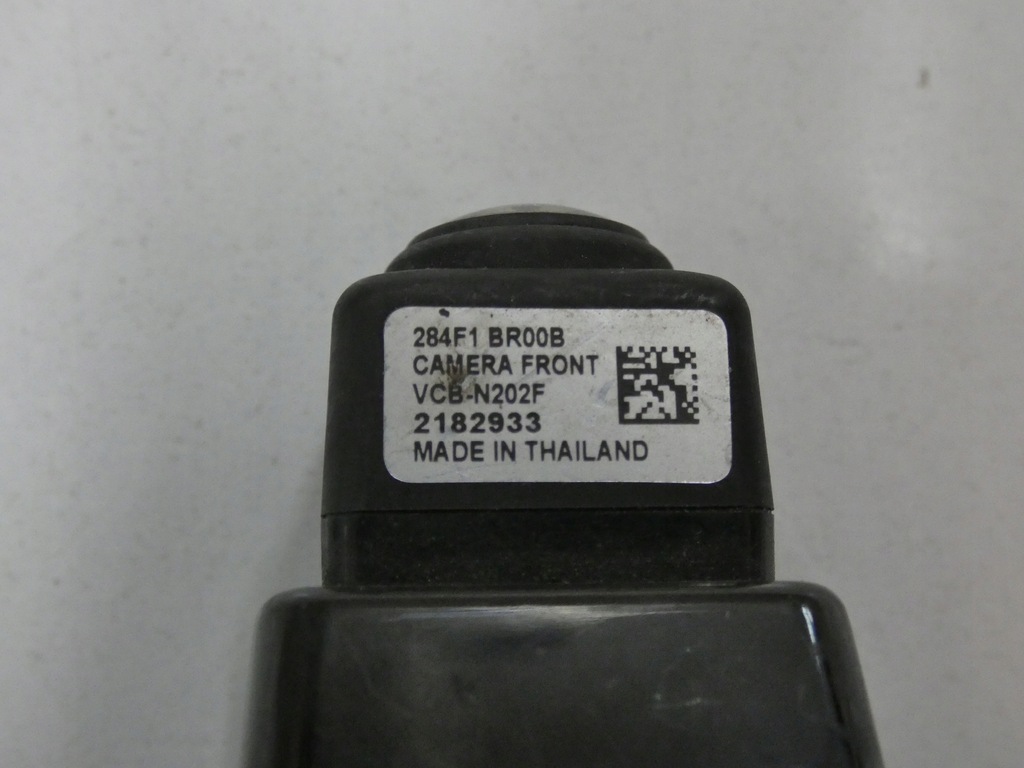 284F1 BR00B
CAMERA FRONT
VCB-N202F
2182933
MADE IN THAILAND